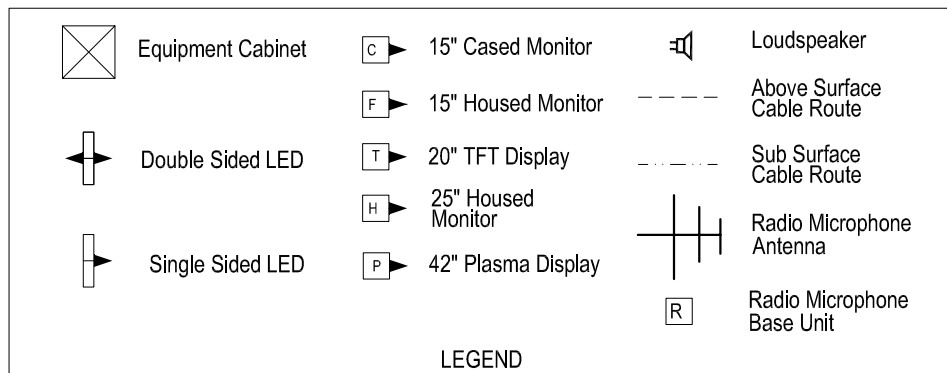 Equipment Cabinet
Double Sided LED
Single Sided LED
C 15" Cased Monitor
F 15" Housed Monitor
T 20" TFT Display
H 25" Housed
Monitor
P 42" Plasma Display
Loudspeaker
Above Surface
Cable Route
Sub Surface
Cable Route
Radio Microphone
Antenna
R Radio Microphone
Base Unit
LEGEND